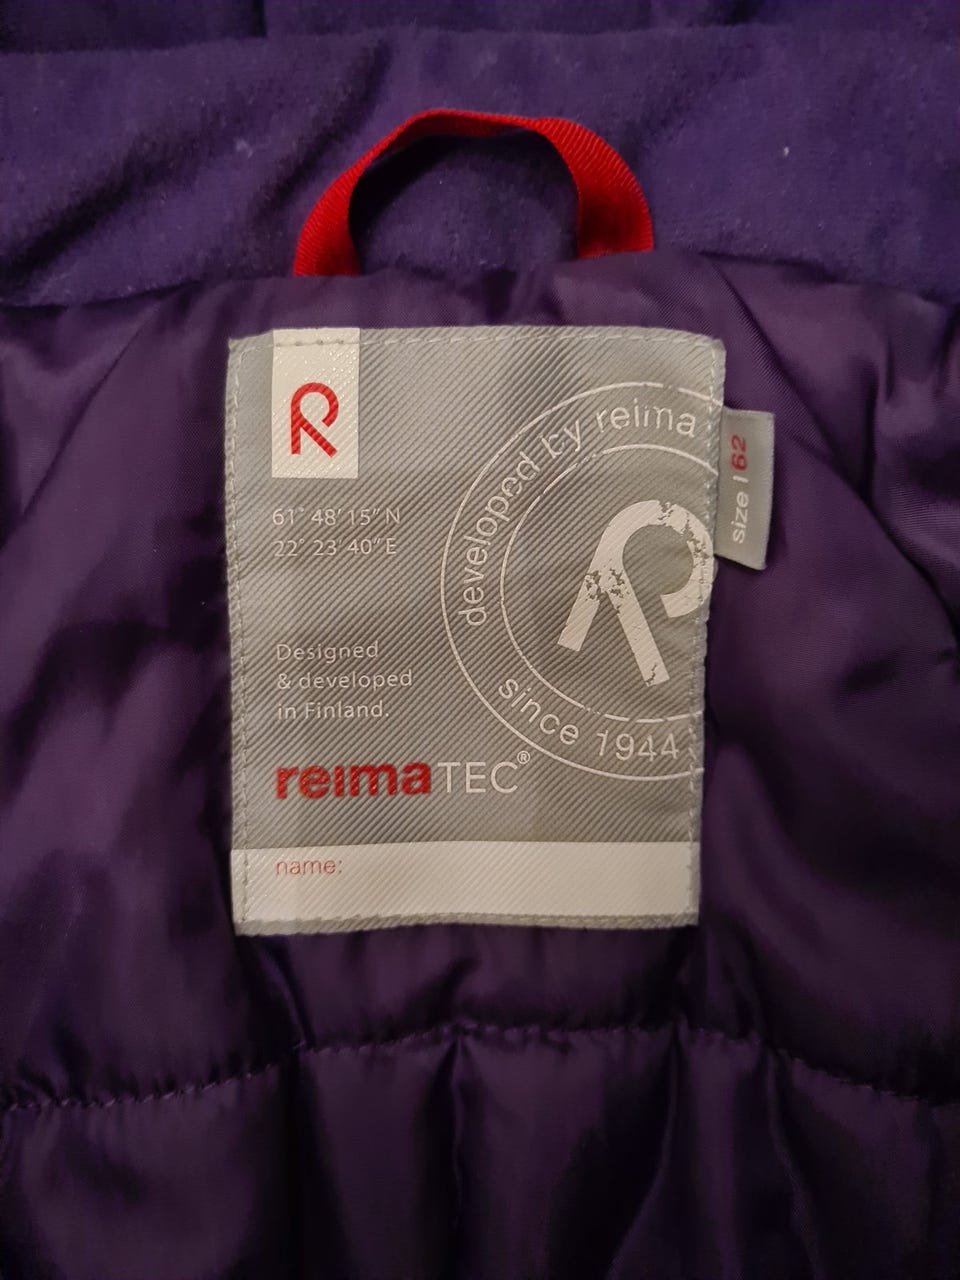 R
61° 48' 15" N
22° 23' 40" E
developed by reima
R
since 1944
size | 62
Designed
& developed
in Finland.
reimaTEC®
name: